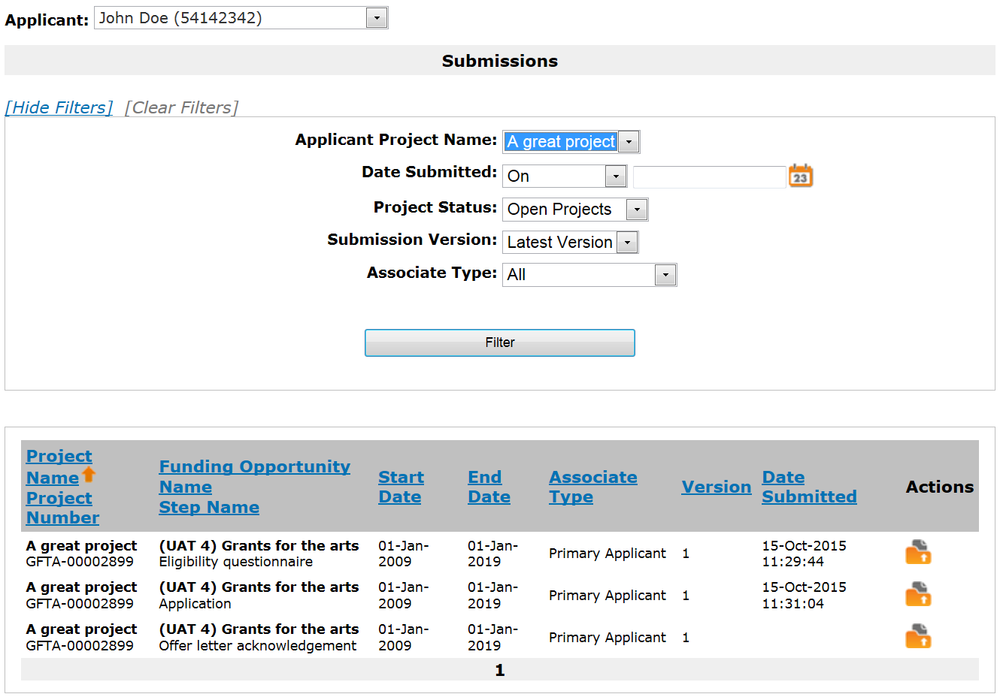 Applicant: John Doe (54142342)
Submissions
[Hide Filters] [Clear Filters]
Applicant Project Name: A great project
Date Submitted: On 23
Project Status: Open Projects
Submission Version: Latest Version
Associate Type: All
Filter
Project
Name
Project
Number
Funding Opportunity
Name
Step Name
Start
Date
End
Date
Associate
Type
Version
Date
Submitted
Actions
A great project
GFTA-00002899
(UAT 4) Grants for the arts
Eligibility questionnaire
01-Jan-
2009
01-Jan-
2019
Primary Applicant
1
15-Oct-2015
11:29:44
A great project
GFTA-00002899
(UAT 4) Grants for the arts
Application
01-Jan-
2009
01-Jan-
2019
Primary Applicant
1
15-Oct-2015
11:31:04
A great project
GFTA-00002899
(UAT 4) Grants for the arts
Offer letter acknowledgement
01-Jan-
2009
01-Jan-
2019
Primary Applicant
1
1